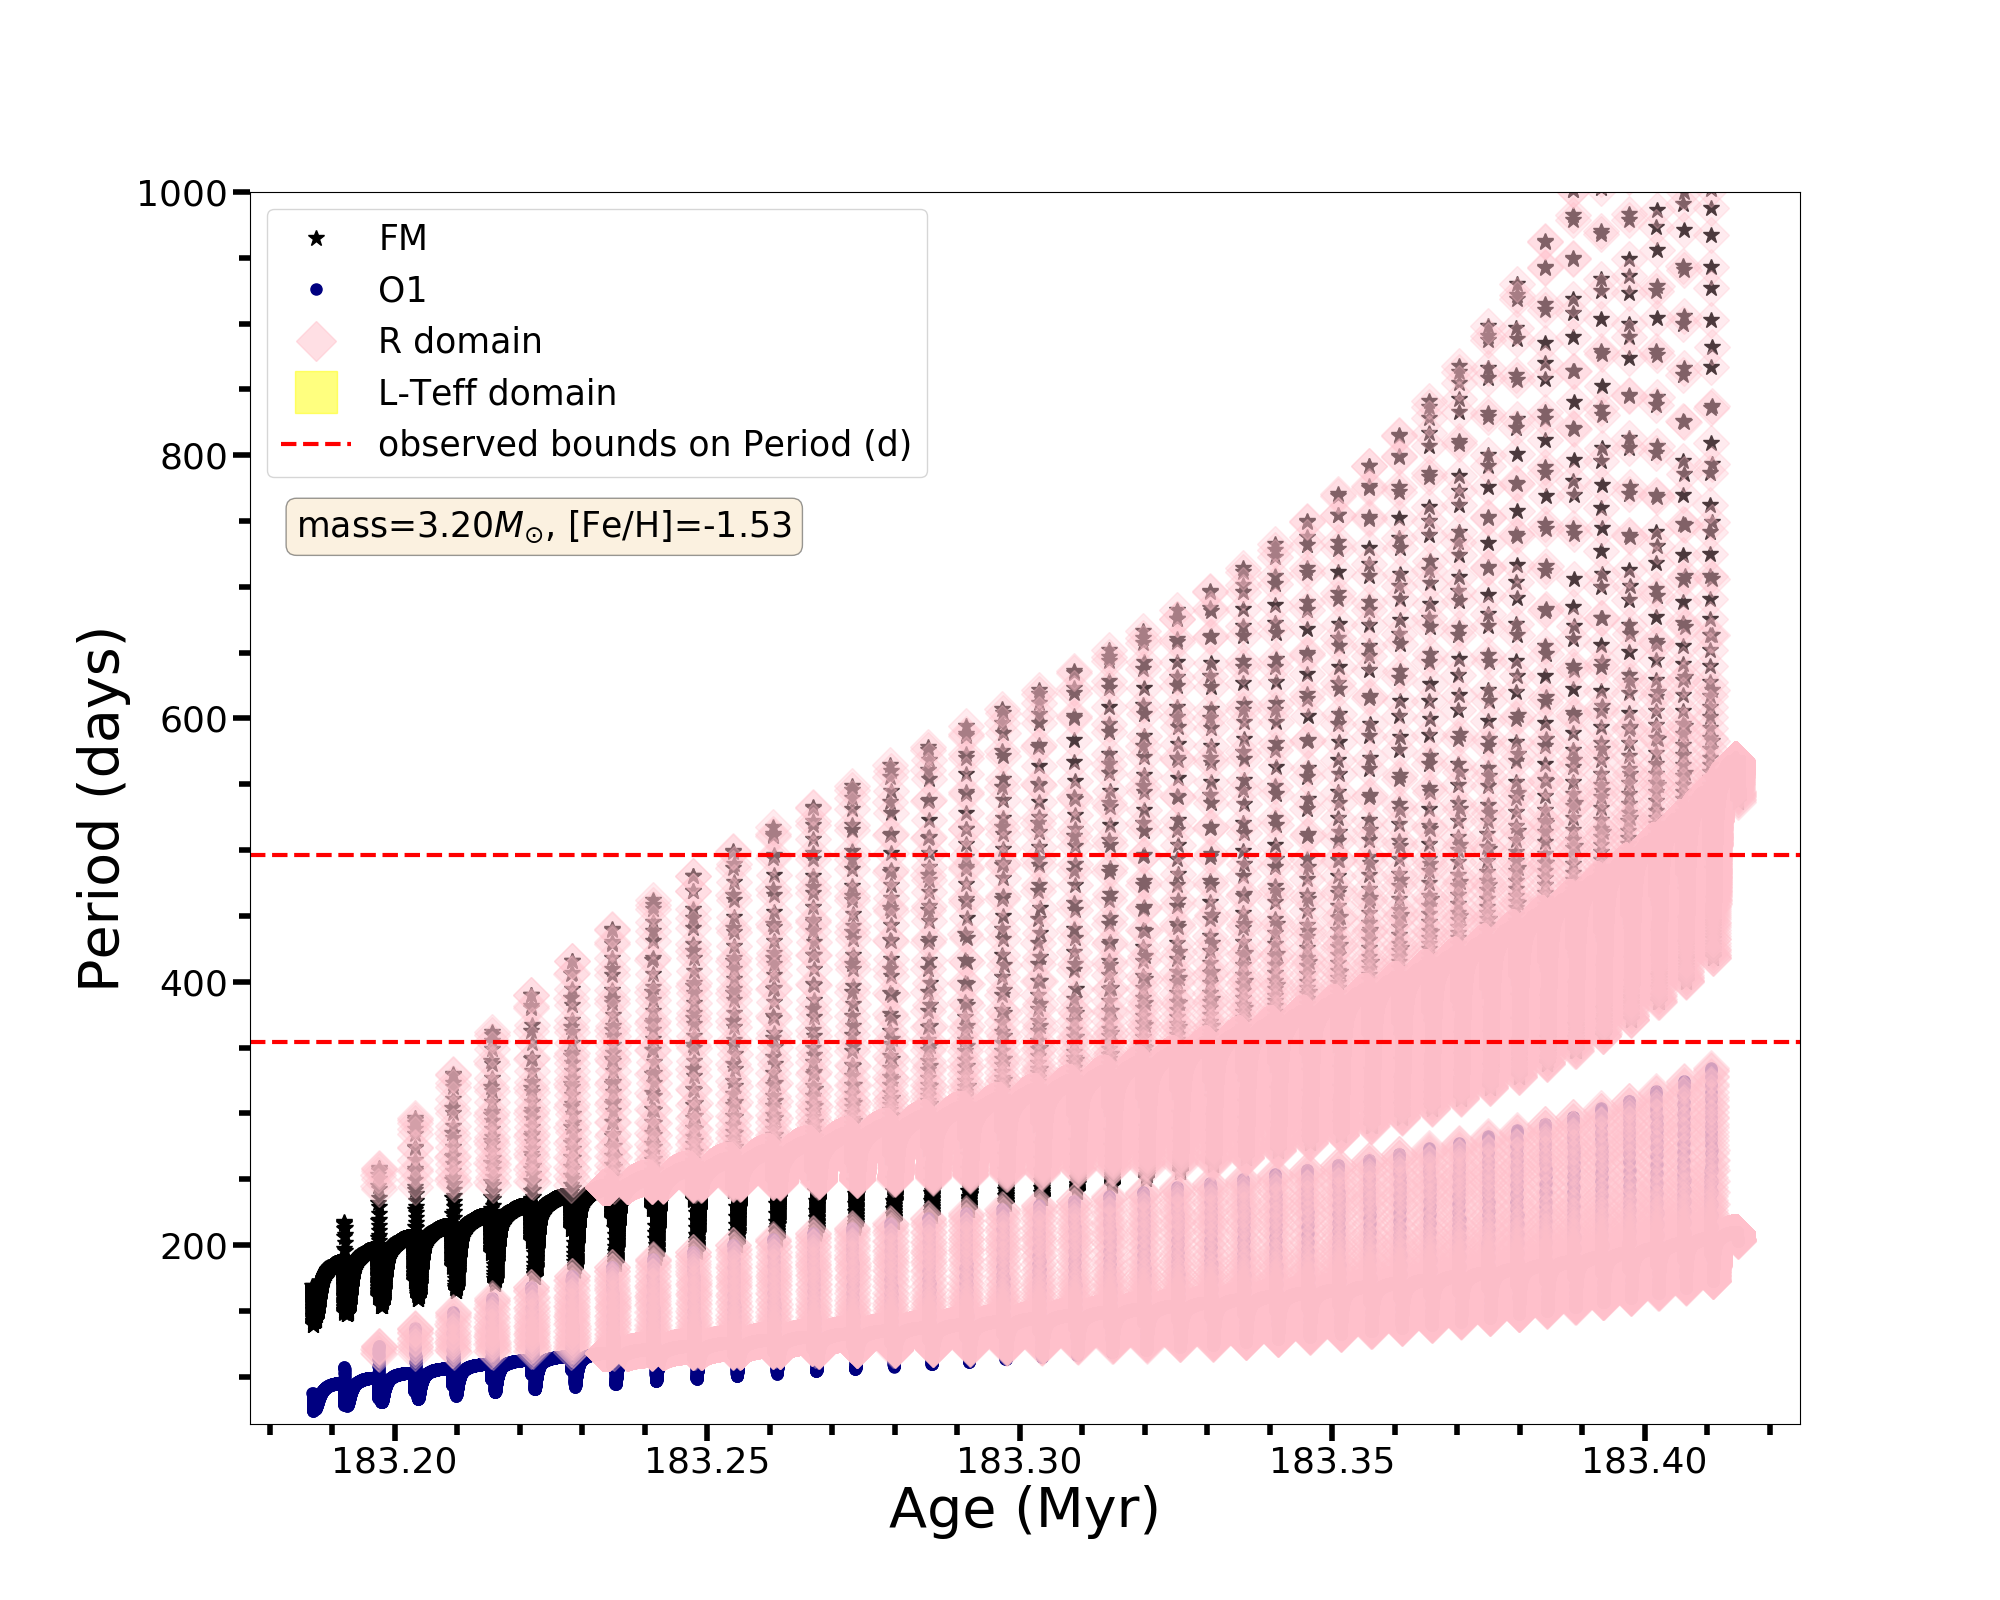 1000
800
600
400
200
Period (days)
FM
O1
R domain
L-Teff domain
observed bounds on Period (d)
mass=3.20M⊙, [Fe/H]=-1.53
183.20 183.25 183.30 183.35 183.40
Age (Myr)